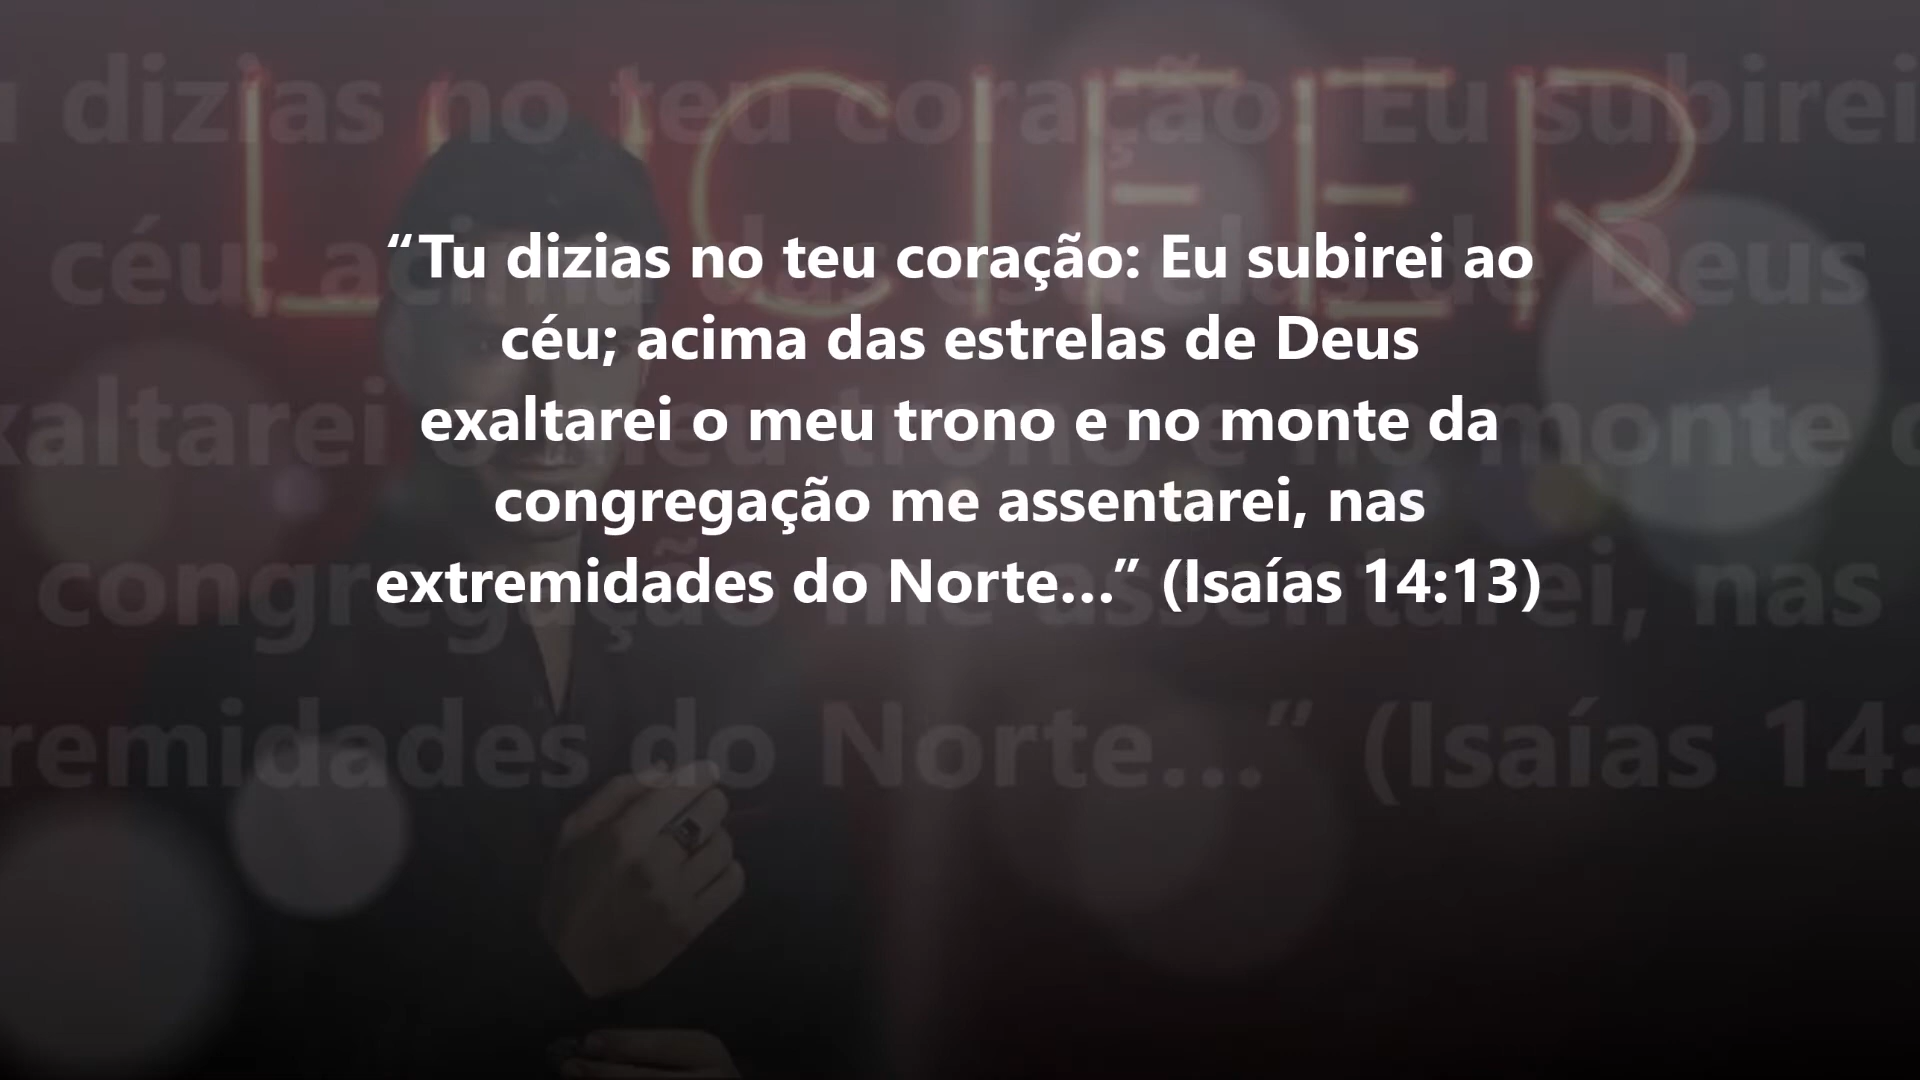 LUCIFER
“Tu dizias no teu coração: Eu subirei ao
céu; acima das estrelas de Deus
exaltarei o meu trono e no monte da
congregação me assentarei, nas
extremidades do Norte...” (Isaías 14:13)